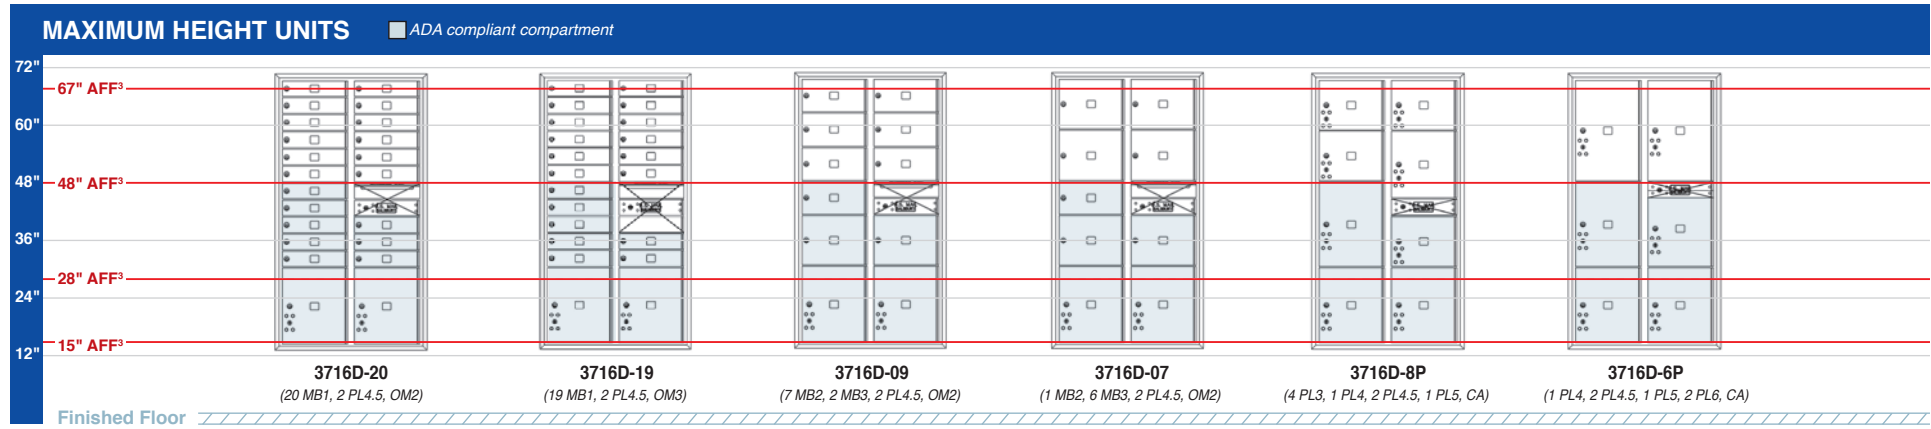 MAXIMUM HEIGHT UNITS
ADA compliant compartment
72"
67" AFF³
60"
48"
48" AFF³
36"
28" AFF³
24"
15" AFF³
12"
3716D-20
(20 MB1, 2 PL4.5, OM2)
3716D-19
(19 MB1, 2 PL4.5, OM3)
3716D-09
(7 MB2, 2 MB3, 2 PL4.5, OM2)
3716D-07
(1 MB2, 6 MB3, 2 PL4.5, OM2)
3716D-8P
(4 PL3, 1 PL4, 2 PL4.5, 1 PL5, CA)
3716D-6P
(1 PL4, 2 PL4.5, 1 PL5, 2 PL6, CA)
Finished Floor